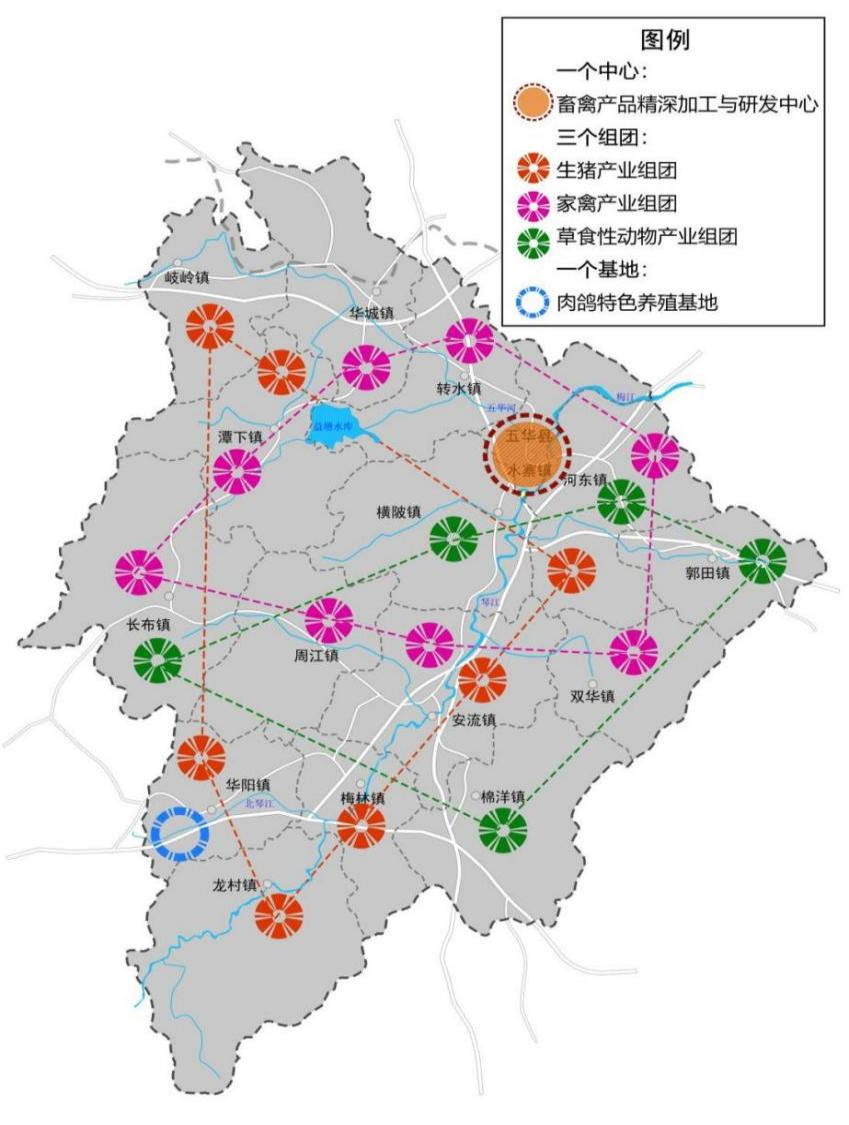 图例
一个中心：
畜禽产品精深加工与研发中心
三个组团：
生猪产业组团
家禽产业组团
草食性动物产业组团
一个基地：
肉鸽特色养殖基地
岐岭镇
华城镇
转水镇
五华河
梅江
潭下镇
益塘水库
五华县
水寨镇
河东镇
横陂镇
郭田镇
琴江
长布镇
周江镇
双华镇
安流镇
华阳镇
北琴江
梅林镇
棉洋镇
龙村镇